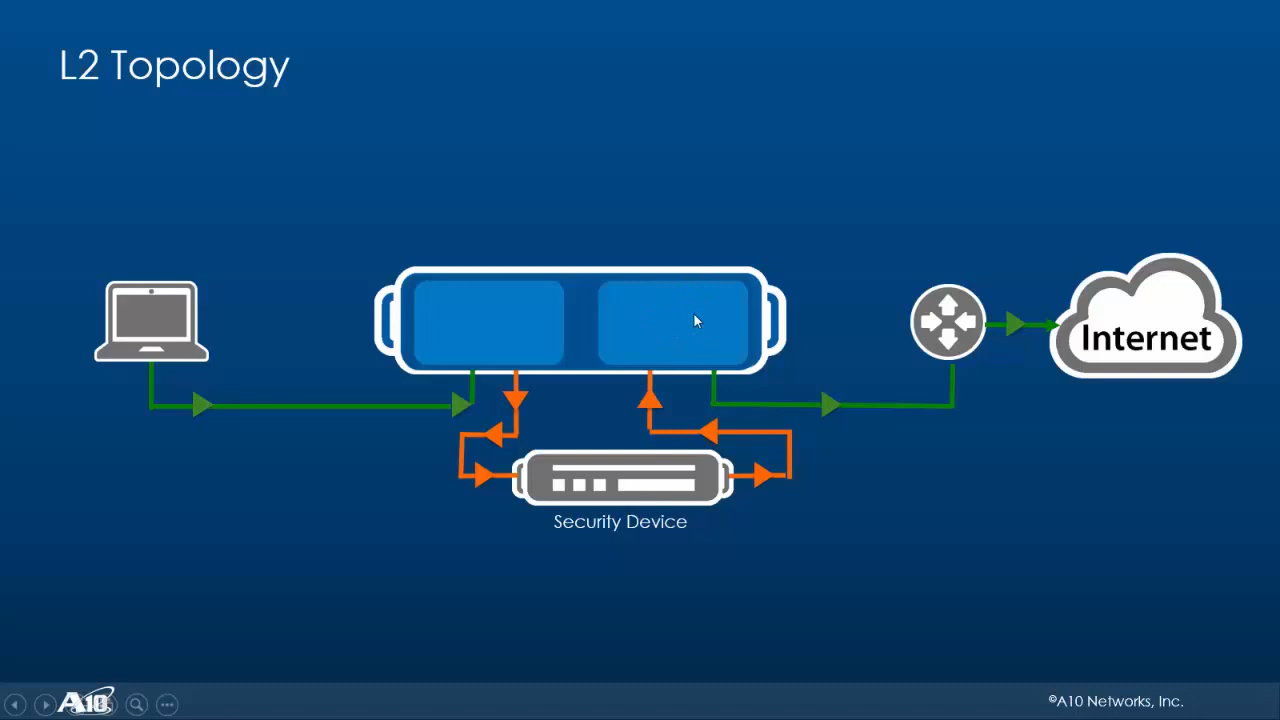 L2 Topology
Internet
Security Device
A10
©A10 Networks, Inc.